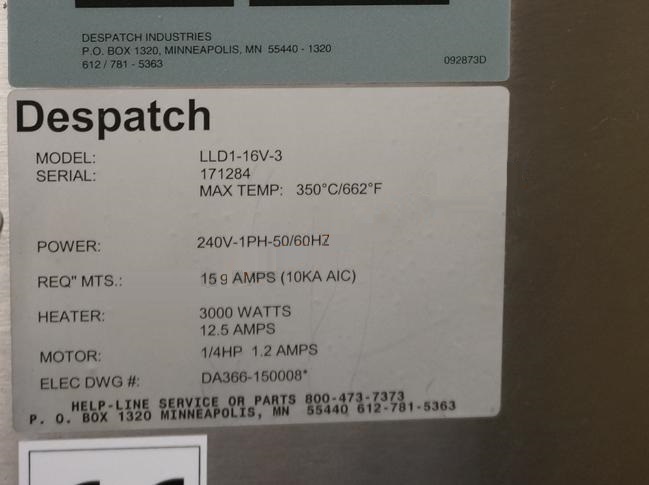 DESPATCH INDUSTRIES
P.O. BOX 1320, MINNEAPOLIS, MN 55440 - 1320
612 / 781 - 5363 092873D
Despatch
MODEL: LLD1-16V-3
SERIAL: 171284
MAX TEMP: 350°C/662°F
POWER: 240V-1PH-50/60HZ
REQ" MTS.: AMPS (10KA AIC)
HEATER: 3000 WATTS
12.5 AMPS
MOTOR: 1/4HP 1.2 AMPS
ELEC DWG #: DA366-150008*
HELP-LINE SERVICE OR PARTS 800-473-7373
P. O. BOX 1320 MINNEAPOLIS, MN 55440 612-781-5363